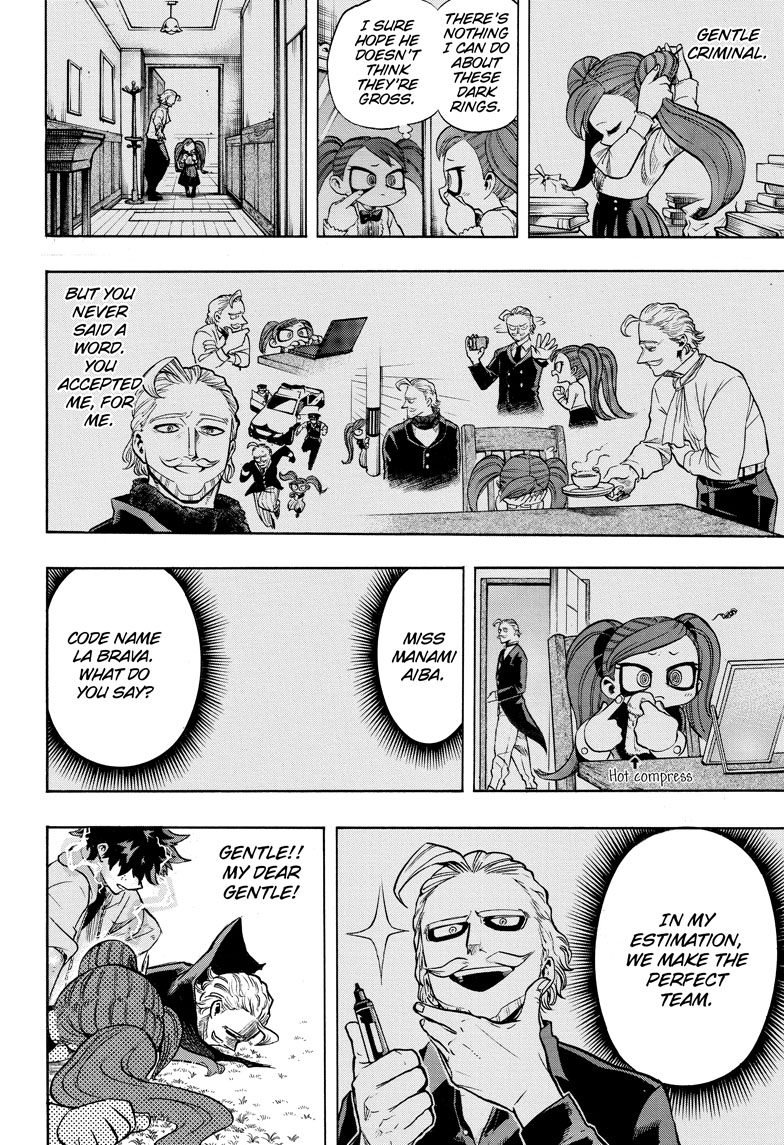 GENTLE
CRIMINAL.
THERE'S
NOTHING
I CAN DO
ABOUT
THESE
DARK
RINGS.
I SURE
HOPE HE
DOESN'T
THINK
THEY'RE
GROSS.
BUT YOU
NEVER
SAID A
WORD.
YOU
ACCEPTED
ME, FOR
ME.
Hot compress
MISS
MANAMI
AIBA.
CODE NAME
LA BRAVA.
WHAT DO
YOU SAY?
IN MY
ESTIMATION,
WE MAKE THE
PERFECT
TEAM.
GENTLE!!
MY DEAR
GENTLE!